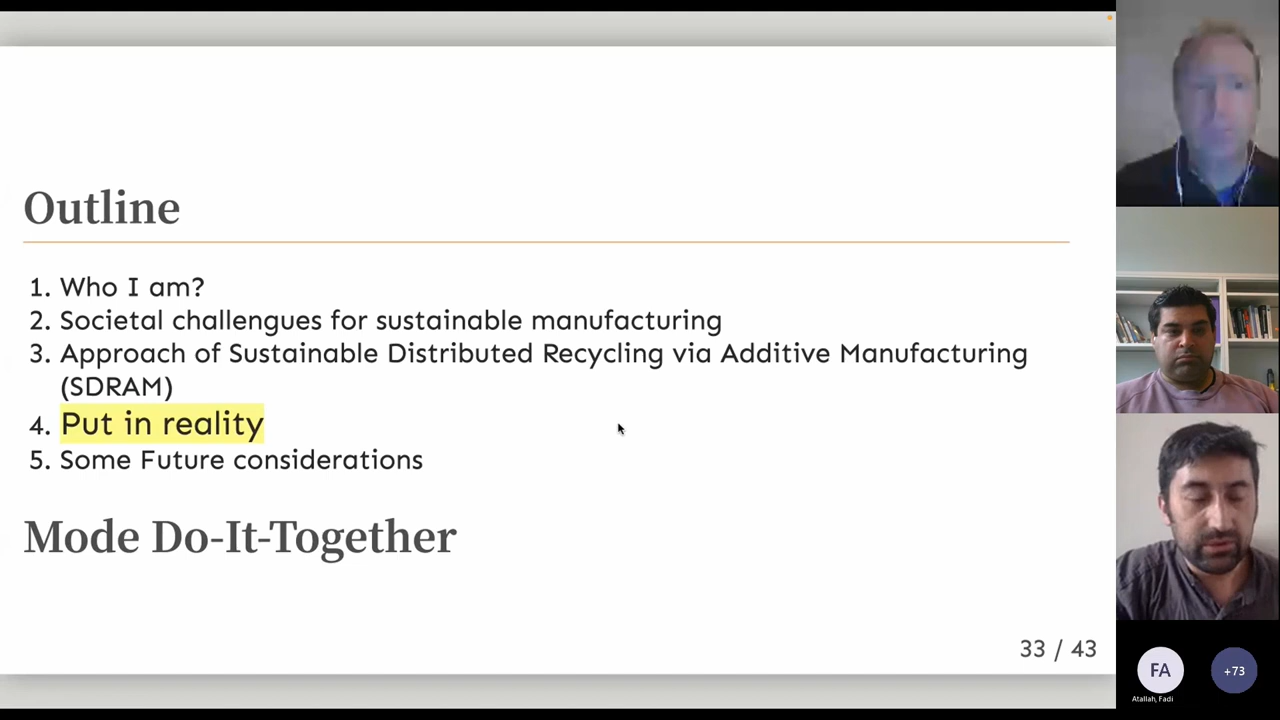 Outline
1. Who I am?
2. Societal challengues for sustainable manufacturing
3. Approach of Sustainable Distributed Recycling via Additive Manufacturing
(SDRAM)
4. Put in reality
5. Some Future considerations
Mode Do-It-Together
33 / 43
FA
+73
Atallah, Fadi